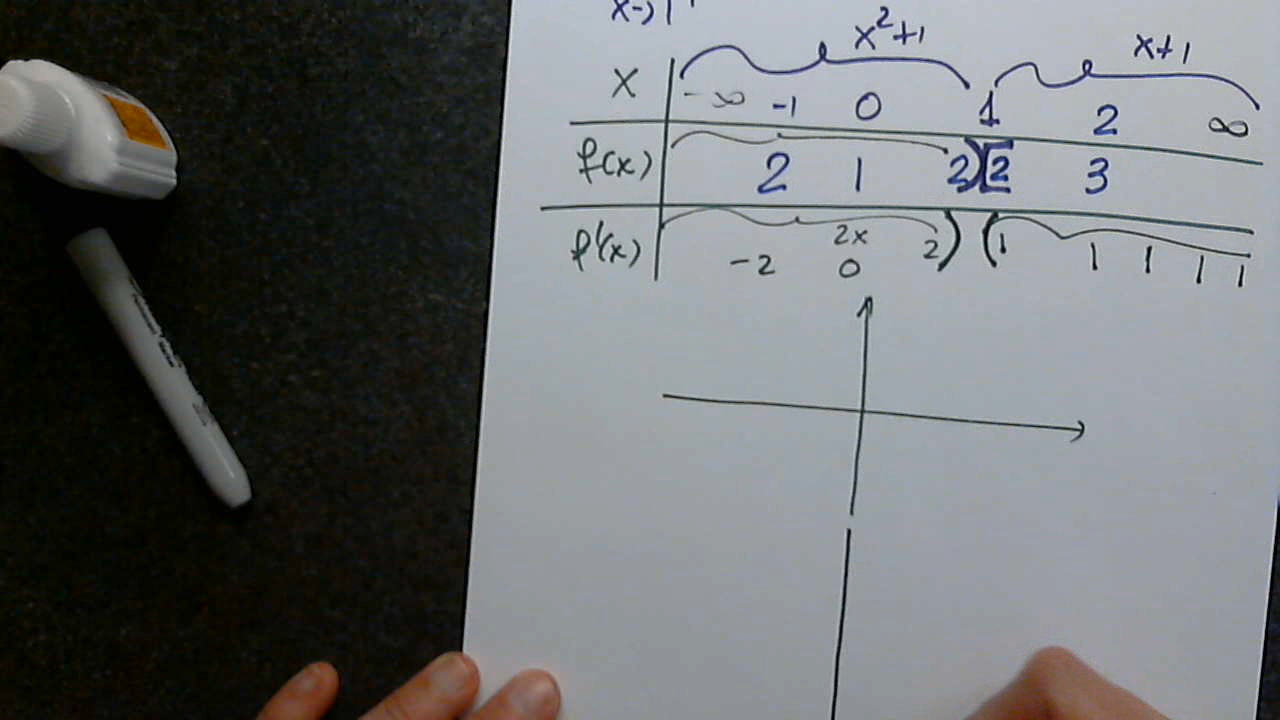 x→1⁺
x²+1 x+1
x -∞ -1 0 1 2 ∞
f(x) 2 1 2)[2 3
f'(x) -2 2x 0 2) (1 1 1 1 1